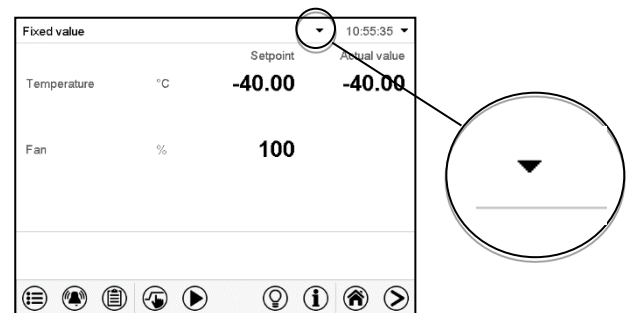 Fixed value 10:55:35
Setpoint Actual value
Temperature °C -40.00 -40.00
Fan % 100